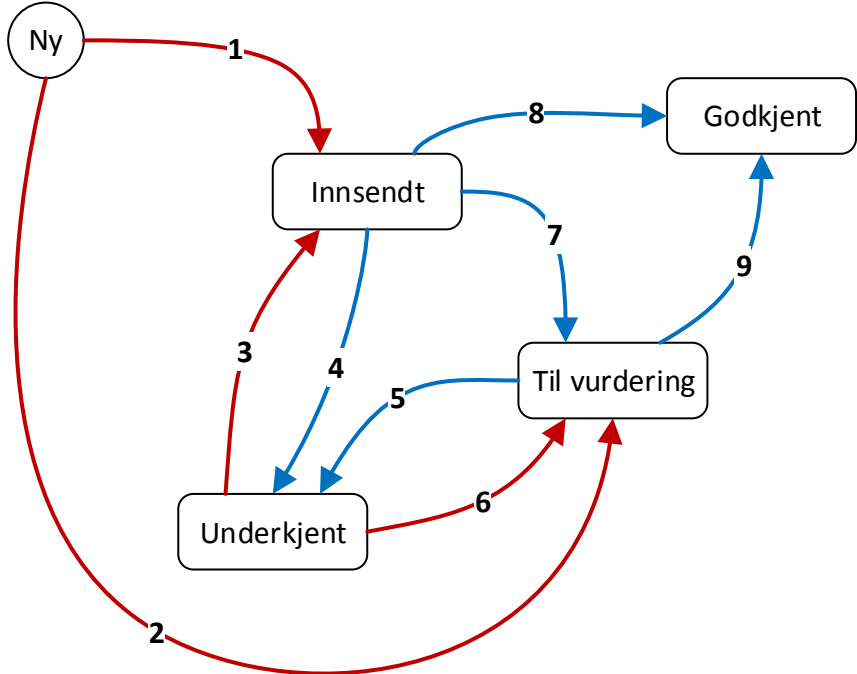 Ny
1
8
Godkjent
Innsendt
7
9
3
4
Til vurdering
5
6
Underkjent
2